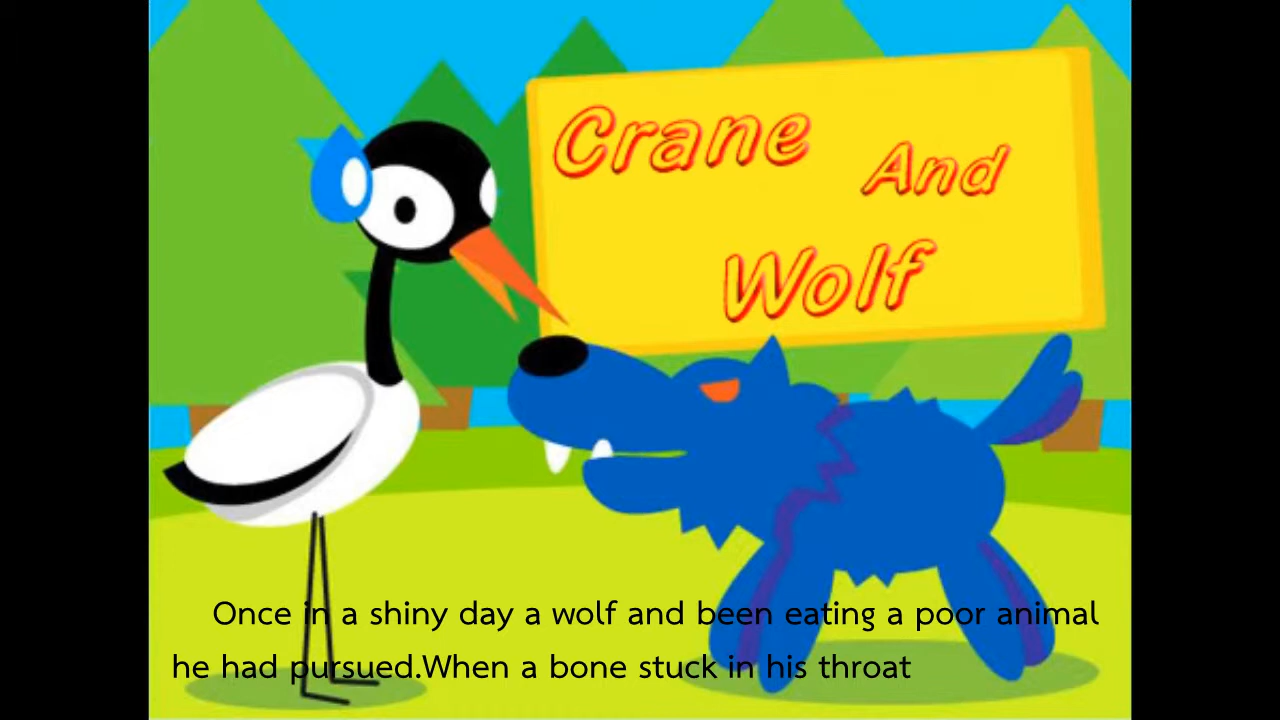 Crane And
Wolf
Once in a shiny day a wolf and been eating a poor animal
he had pursued.When a bone stuck in his throat